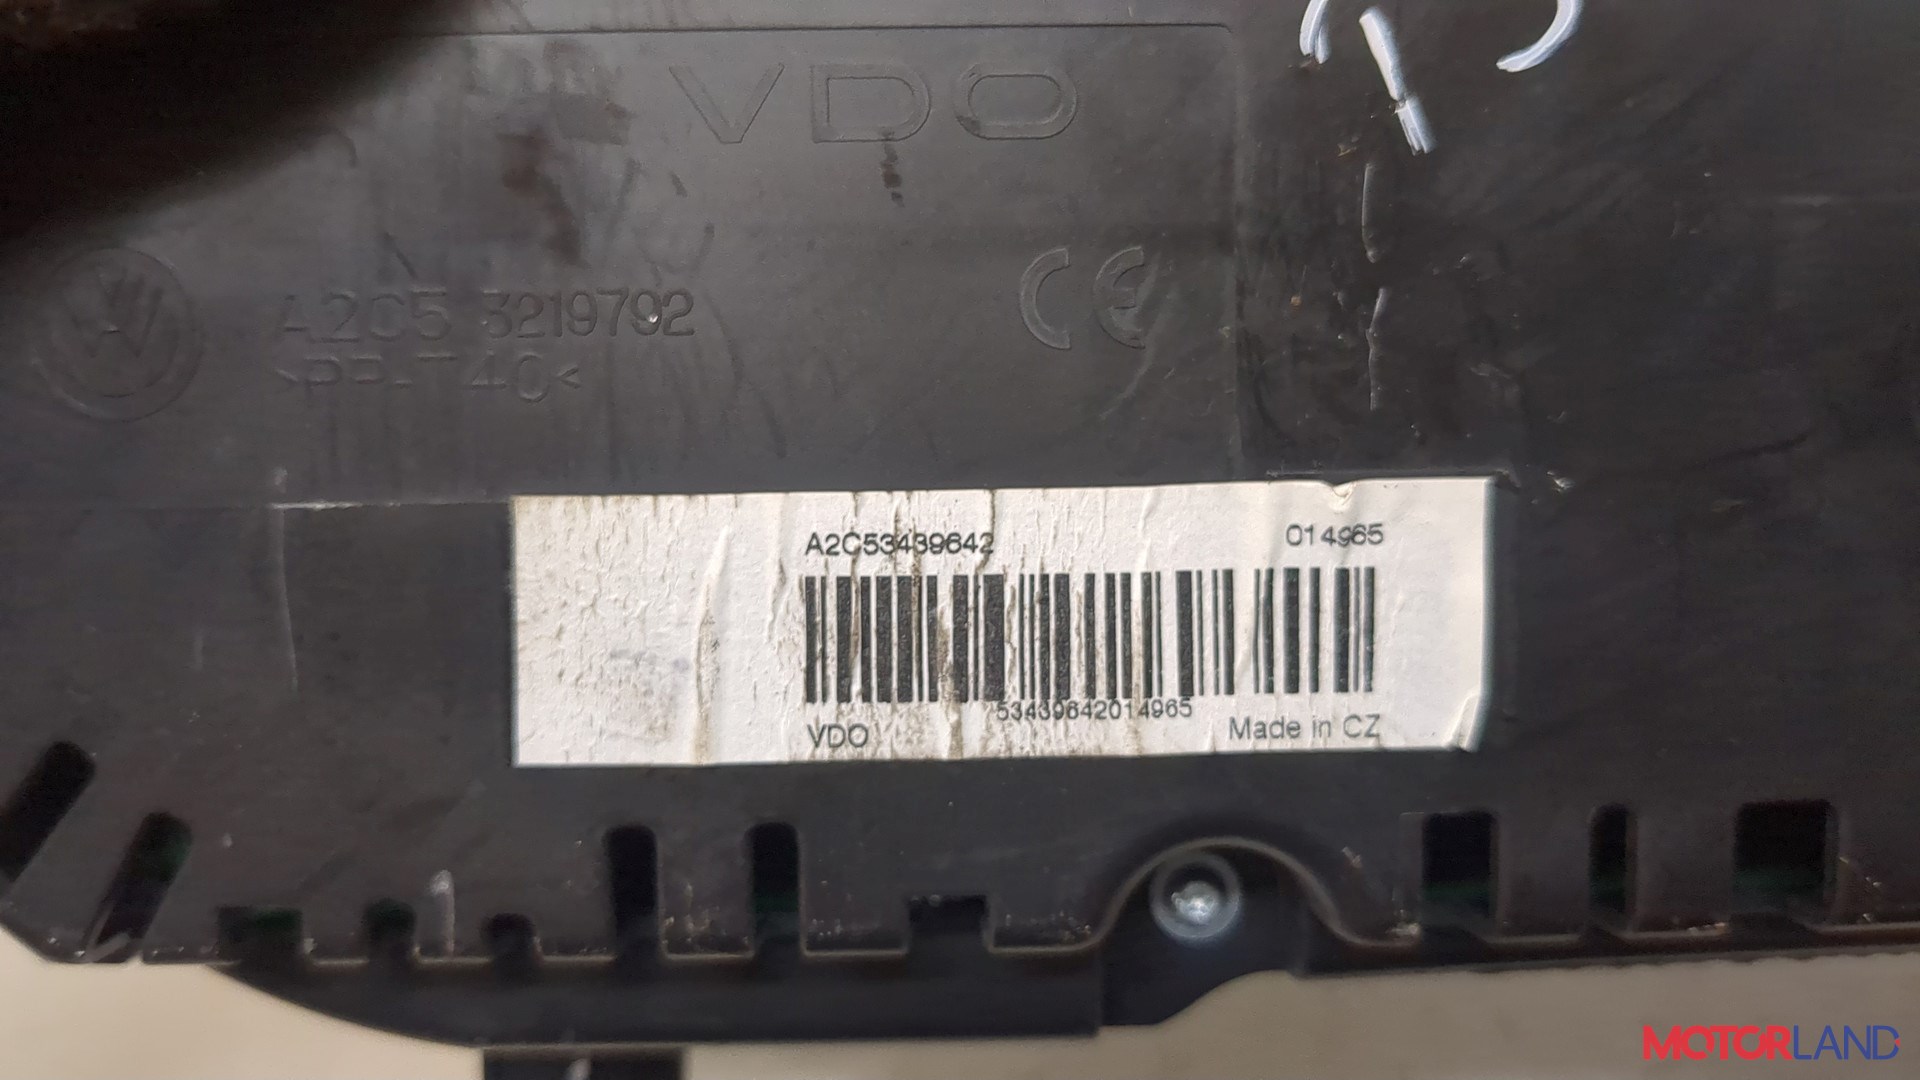 VDO
A2C5 3219792
>PP-T40<
CE
A2C53439642 014965
53439642014965
VDO Made in CZ
MOTORLAND